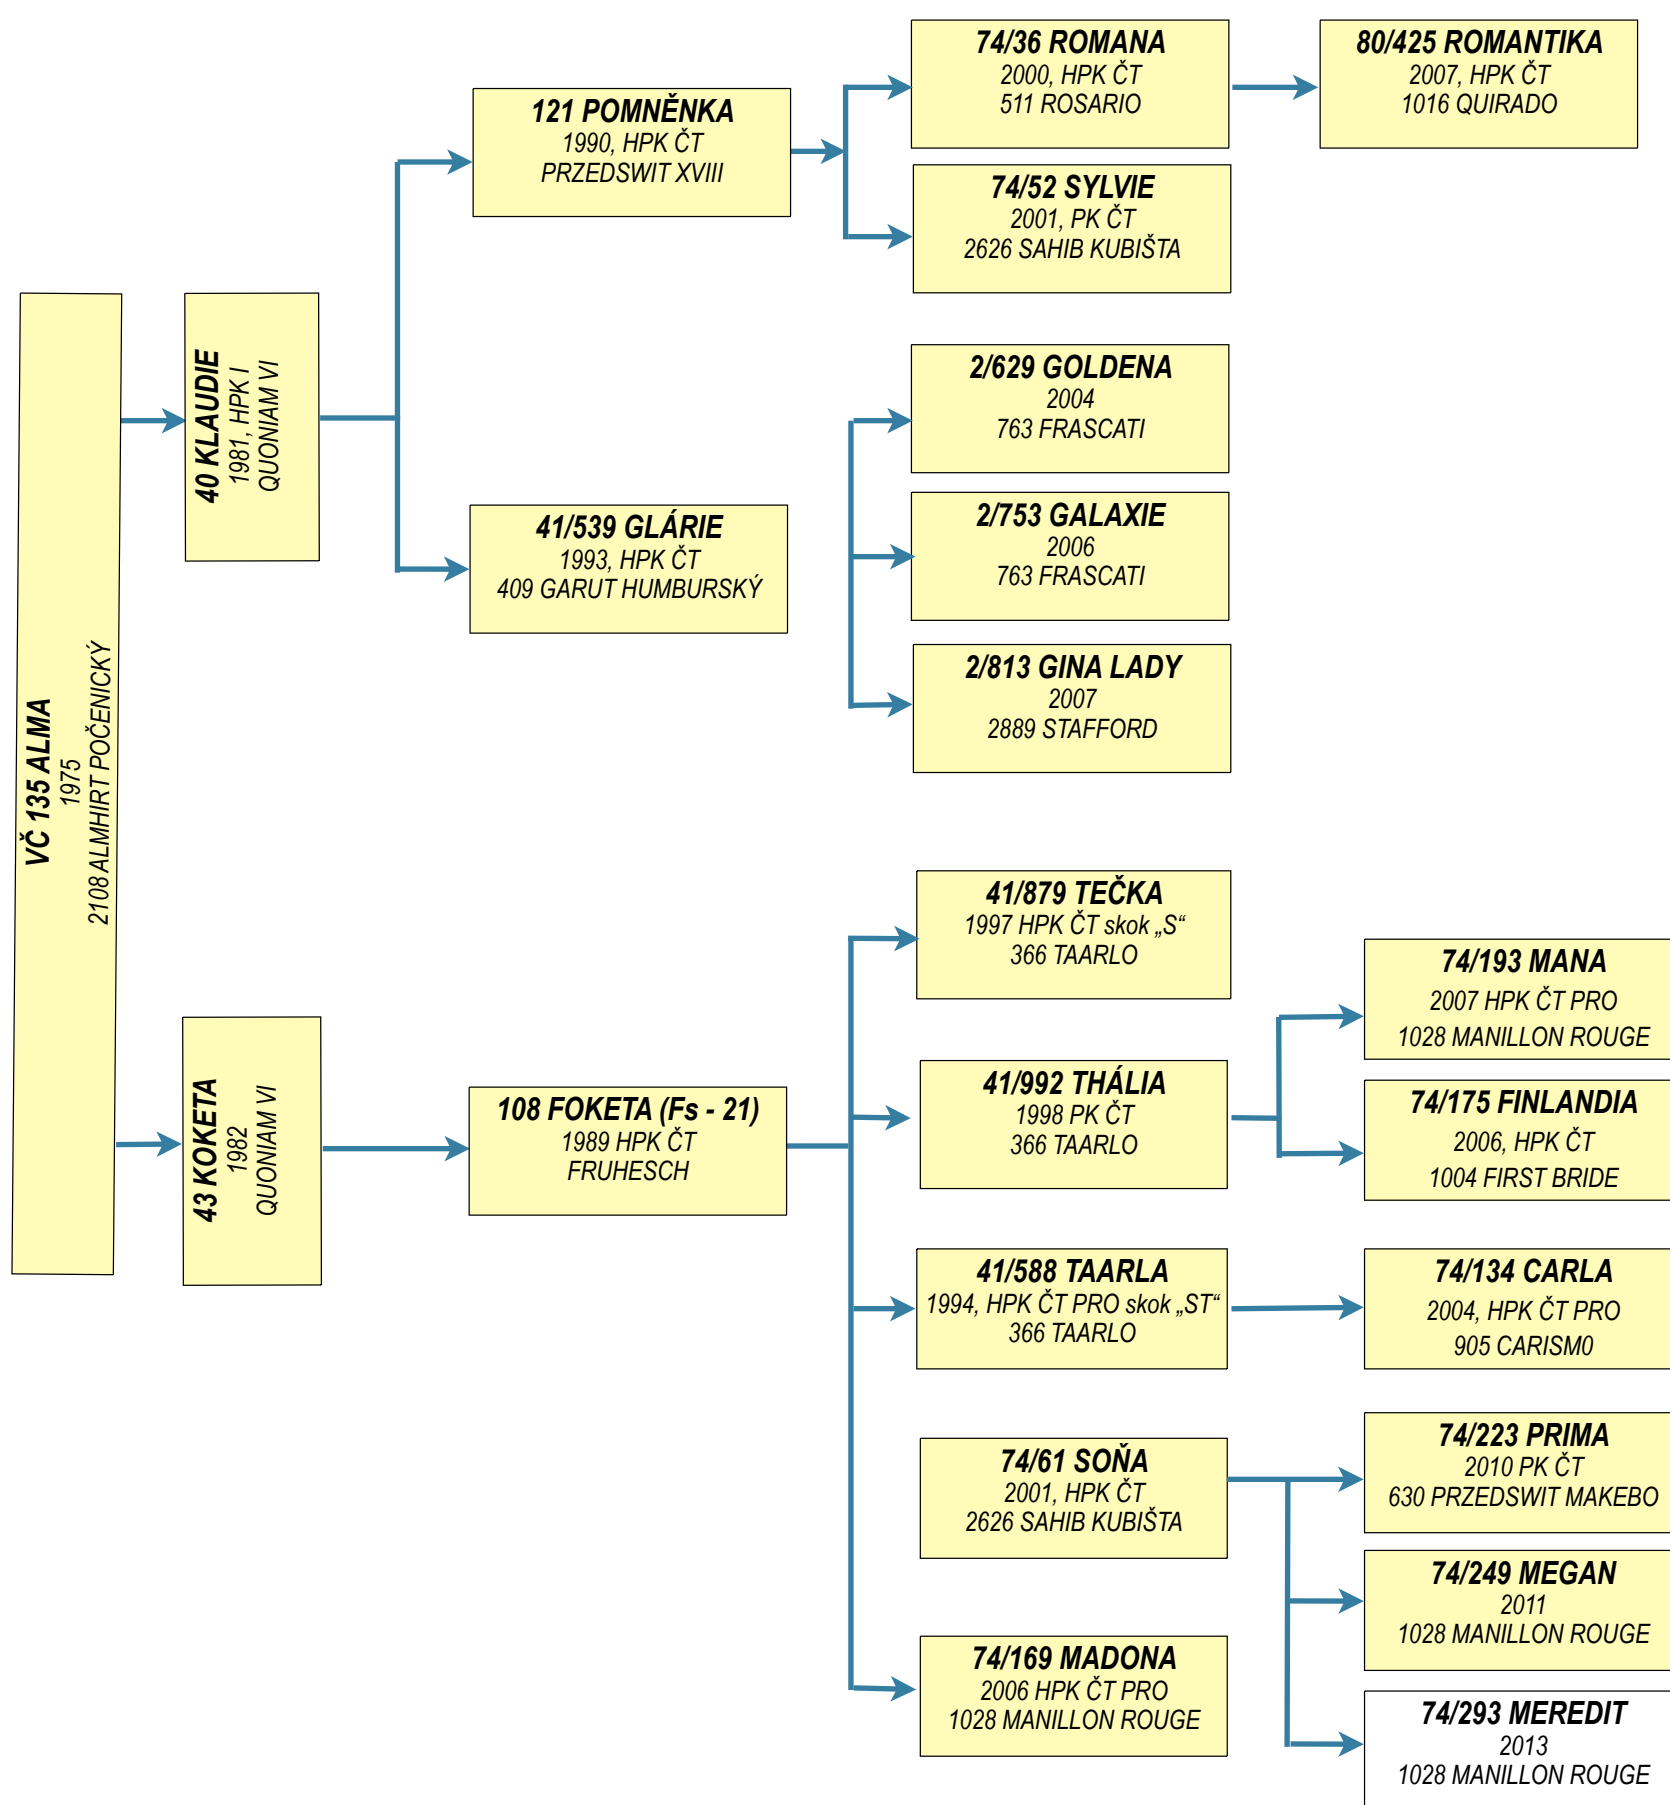 VČ 135 ALMA
1975
2108 ALMHIRT POČENICKÝ
40 KLAUDIE
1981, HPK I
QUONIAM VI
121 POMNĚNKA
1990, HPK ČT
PRZEDSWIT XVIII
74/36 ROMANA
2000, HPK ČT
511 ROSARIO
80/425 ROMANTIKA
2007, HPK ČT
1016 QUIRADO
74/52 SYLVIE
2001, PK ČT
2626 SAHIB KUBIŠTA
41/539 GLÁRIE
1993, HPK ČT
409 GARUT HUMBURSKÝ
2/629 GOLDENA
2004
763 FRASCATI
2/753 GALAXIE
2006
763 FRASCATI
2/813 GINA LADY
2007
2889 STAFFORD
43 KOKETA
1982
QUONIAM VI
108 FOKETA (Fs - 21)
1989 HPK ČT
FRUHESCH
41/879 TEČKA
1997 HPK ČT skok „S“
366 TAARLO
41/992 THÁLIA
1998 PK ČT
366 TAARLO
74/193 MANA
2007 HPK ČT PRO
1028 MANILLON ROUGE
74/175 FINLANDIA
2006, HPK ČT
1004 FIRST BRIDE
41/588 TAARLA
1994, HPK ČT PRO skok „ST“
366 TAARLO
74/134 CARLA
2004, HPK ČT PRO
905 CARISM0
74/61 SOŇA
2001, HPK ČT
2626 SAHIB KUBIŠTA
74/223 PRIMA
2010 PK ČT
630 PRZEDSWIT MAKEBO
74/249 MEGAN
2011
1028 MANILLON ROUGE
74/293 MEREDIT
2013
1028 MANILLON ROUGE
74/169 MADONA
2006 HPK ČT PRO
1028 MANILLON ROUGE